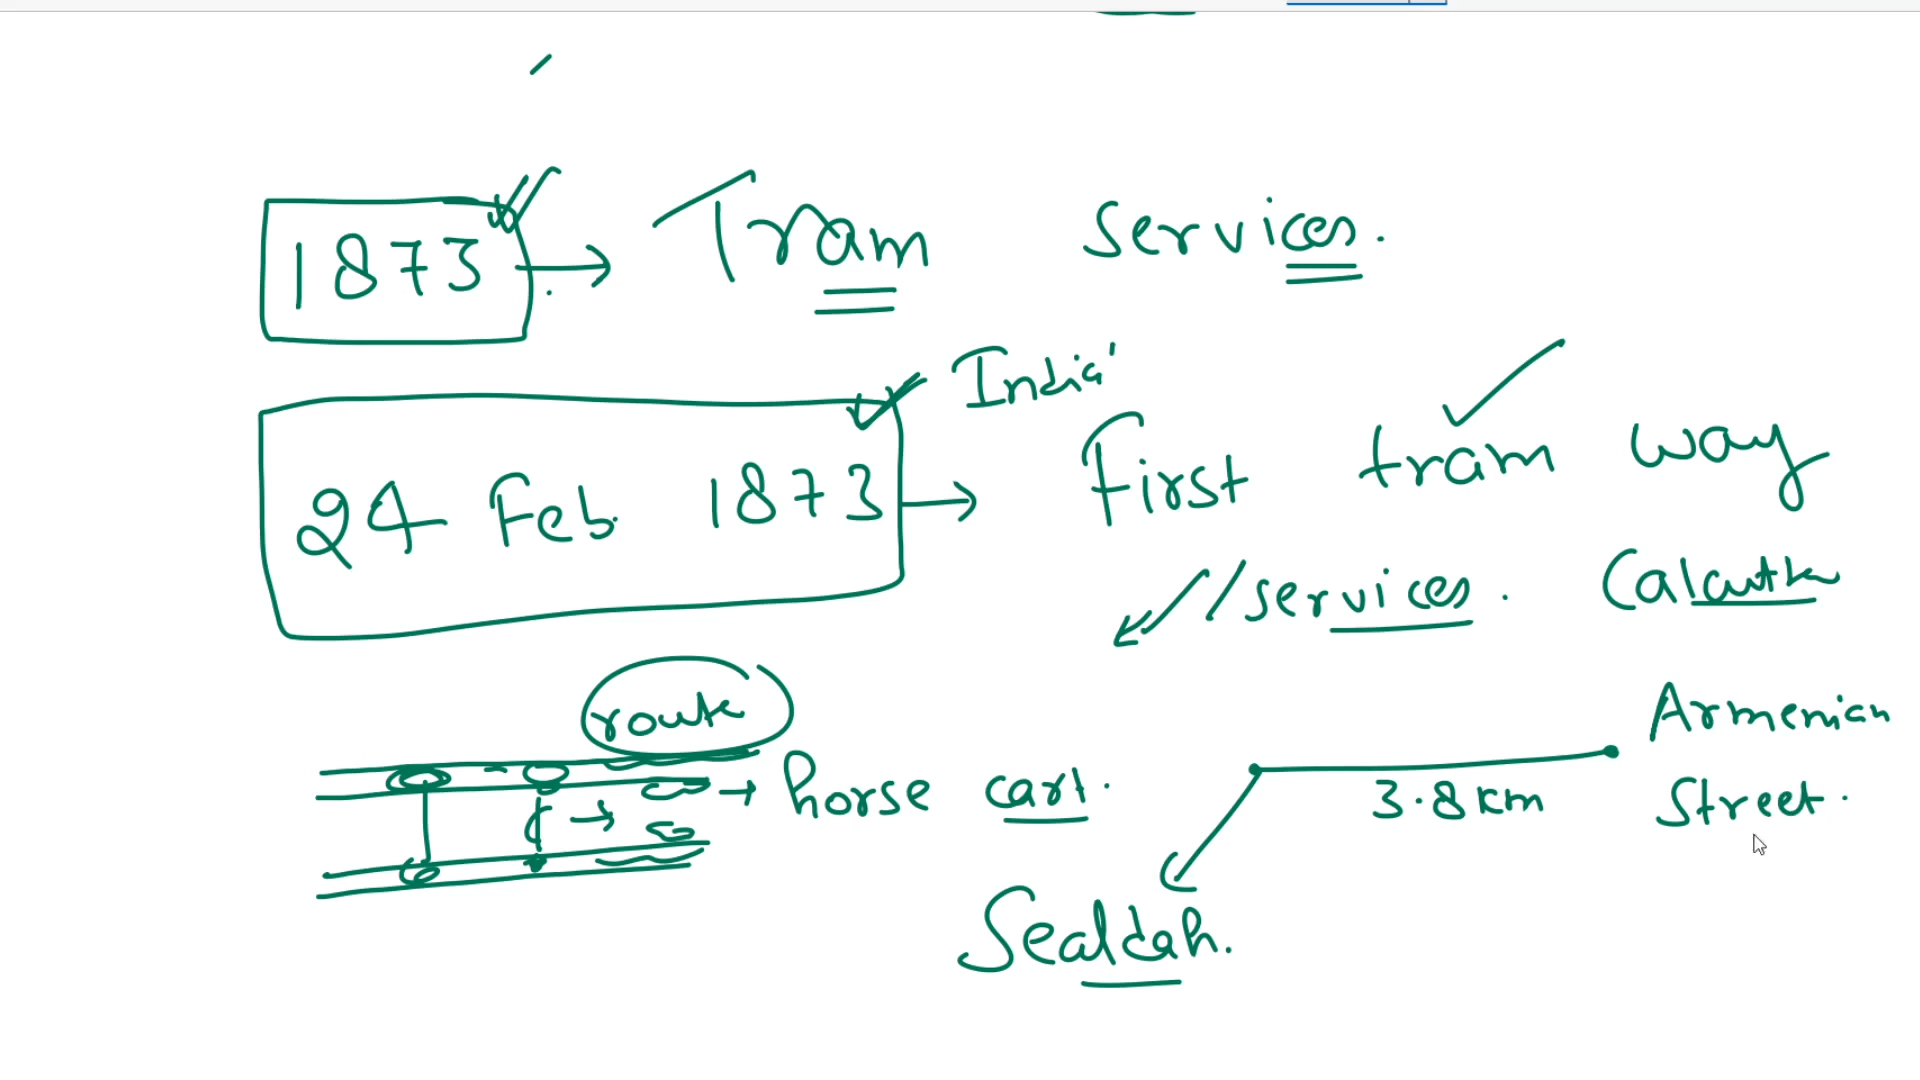 1873 → Tram Services.
India'
24 Feb. 1873 → First tram way
services. Calcutta
route
→ horse cart.
3.8 km
Armenian
Street.
Sealdah.